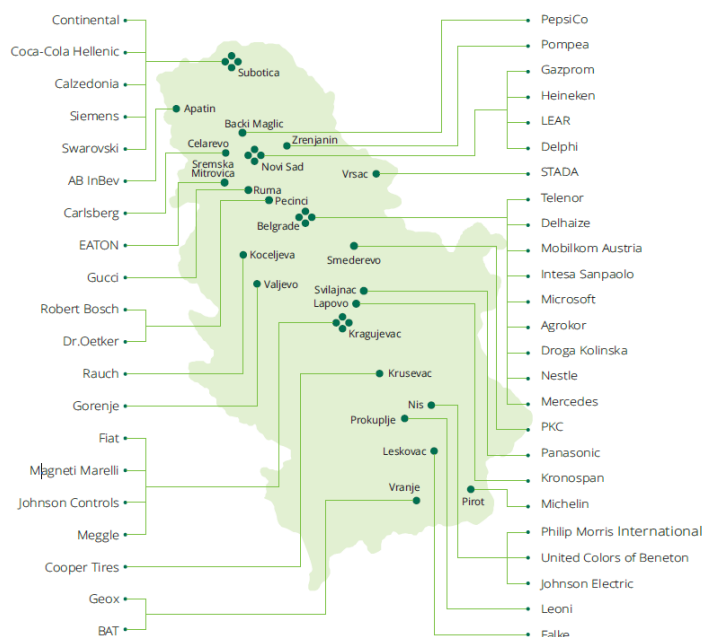 Continental
Coca-Cola Hellenic
Calzedonia
Siemens
Swarovski
AB InBev
Carlsberg
EATON
Gucci
Robert Bosch
Dr.Oetker
Rauch
Gorenje
Fiat
Magneti Marelli
Johnson Controls
Meggle
Cooper Tires
Geox
BAT
Subotica
Apatin
Backi Maglic
Zrenjanin
Celarevo
Sremska
Mitrovica
Novi Sad
Vrsac
Ruma
Pecinci
Belgrade
Koceljeva
Smederevo
Valjevo
Svilajnac
Lapovo
Kragujevac
Krusevac
Nis
Prokuplje
Leskovac
Vranje
Pirot
PepsiCo
Pompea
Gazprom
Heineken
LEAR
Delphi
STADA
Telenor
Delhaize
Mobilkom Austria
Intesa Sanpaolo
Microsoft
Agrokor
Droga Kolinska
Nestle
Mercedes
PKC
Panasonic
Kronospan
Michelin
Philip Morris International
United Colors of Beneton
Johnson Electric
Leoni
Falke